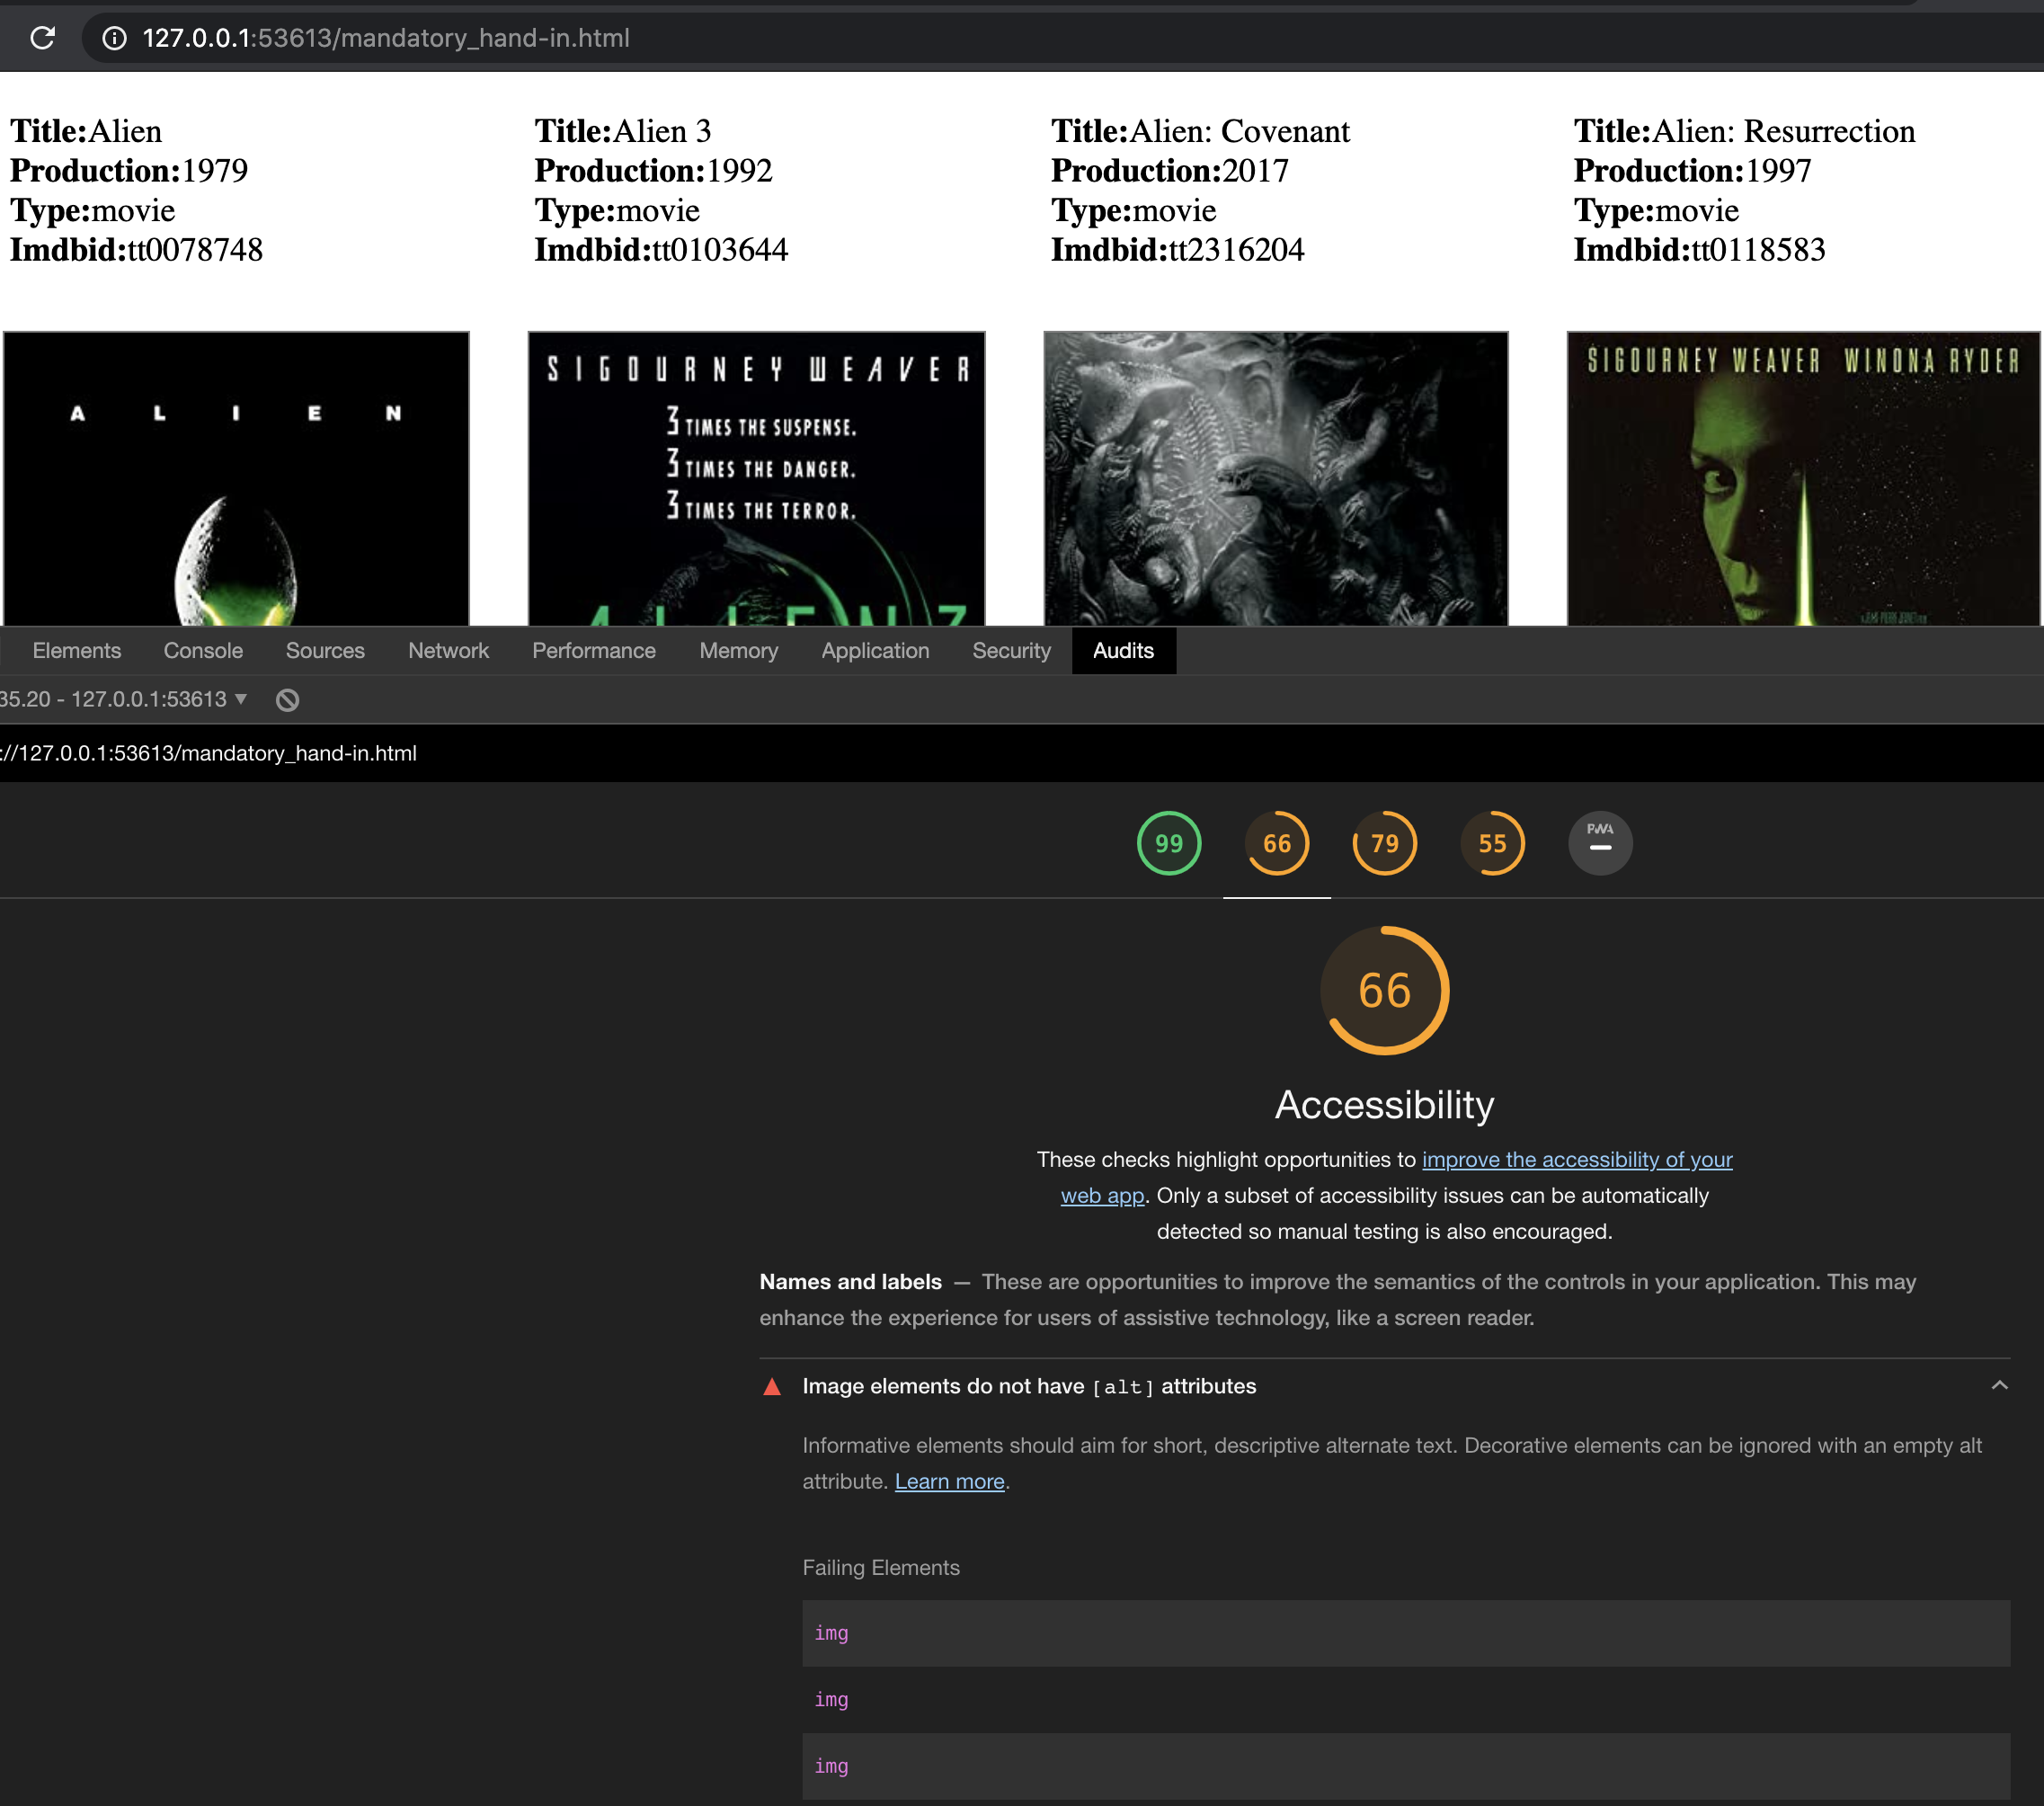 127.0.0.1:53613/mandatory_hand-in.html
Title:Alien
Production:1979
Type:movie
Imdbid:tt0078748
Title:Alien 3
Production:1992
Type:movie
Imdbid:tt0103644
Title:Alien: Covenant
Production:2017
Type:movie
Imdbid:tt2316204
Title:Alien: Resurrection
Production:1997
Type:movie
Imdbid:tt0118583
A L I E N
SIGOURNEY WEAVER
3 TIMES THE SUSPENSE.
3 TIMES THE DANGER.
3 TIMES THE TERROR.
ALIEN3
SIGOURNEY WEAVER WINONA RYDER
Elements Console Sources Network Performance Memory Application Security Audits
35.20 - 127.0.0.1:53613
://127.0.0.1:53613/mandatory_hand-in.html
99 66 79 55 PWA
66
Accessibility
These checks highlight opportunities to improve the accessibility of your
web app. Only a subset of accessibility issues can be automatically
detected so manual testing is also encouraged.
Names and labels — These are opportunities to improve the semantics of the controls in your application. This may
enhance the experience for users of assistive technology, like a screen reader.
Image elements do not have [alt] attributes
Informative elements should aim for short, descriptive alternate text. Decorative elements can be ignored with an empty alt
attribute. Learn more.
Failing Elements
img
img
img